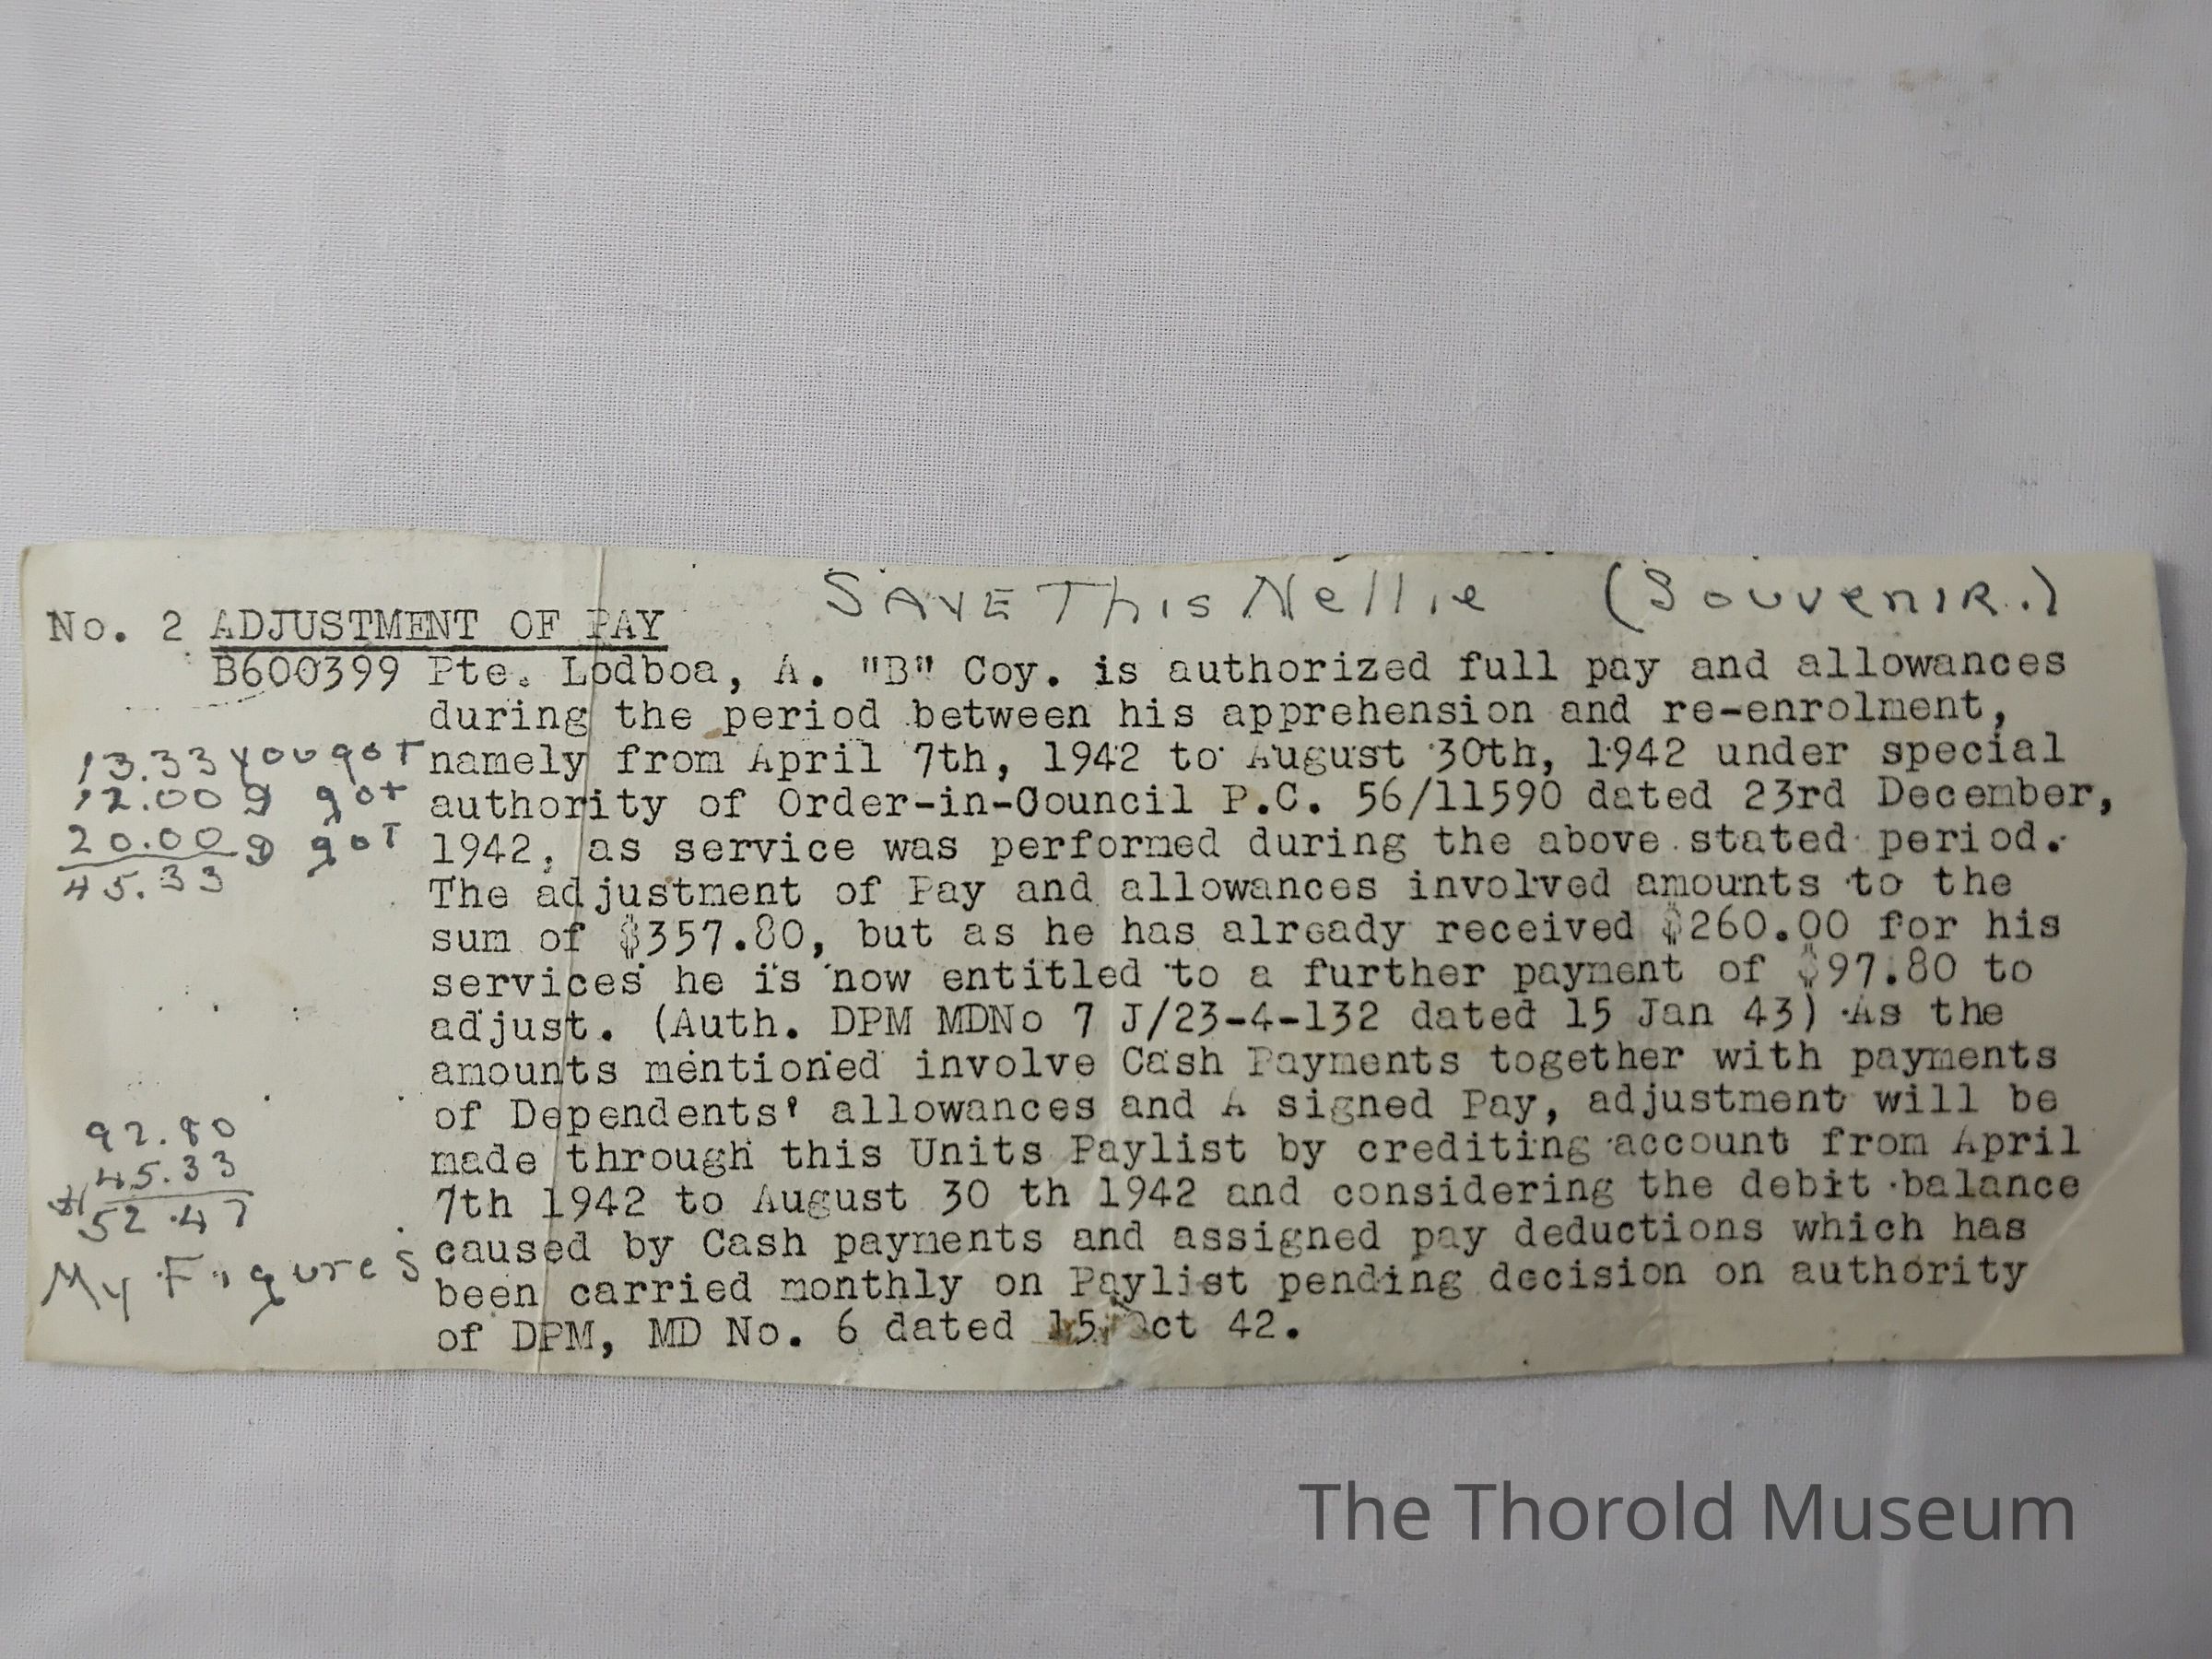 SAVE This Nellie (Souvenir.)
No. 2 ADJUSTMENT OF PAY
B600399 Pte. Lodboa, A. "B" Coy. is authorized full pay and allowances
during the period between his apprehension and re-enrolment,
namely from April 7th, 1942 to August 30th, 1942 under special
authority of Order-in-Council P.C. 56/11590 dated 23rd December,
1942, as service was performed during the above stated period.
The adjustment of Pay and allowances involved amounts to the
sum of $357.80, but as he has already received $260.00 for his
services he is now entitled to a further payment of $97.80 to
adjust. (Auth. DPM MDNo 7 J/23-4-132 dated 15 Jan 43) As the
amounts mentioned involve Cash Payments together with payments
of Dependents' allowances and A signed Pay, adjustment will be
made through this Units Paylist by crediting account from April
7th 1942 to August 30 th 1942 and considering the debit balance
caused by Cash payments and assigned pay deductions which has
been carried monthly on Paylist pending decision on authority
of DPM, MD No. 6 dated 15 Oct 42.
13.33 you got
12.00 I got
20.00 I got
45.33
92.80
45.33
52.47
My Figures
The Thorold Museum